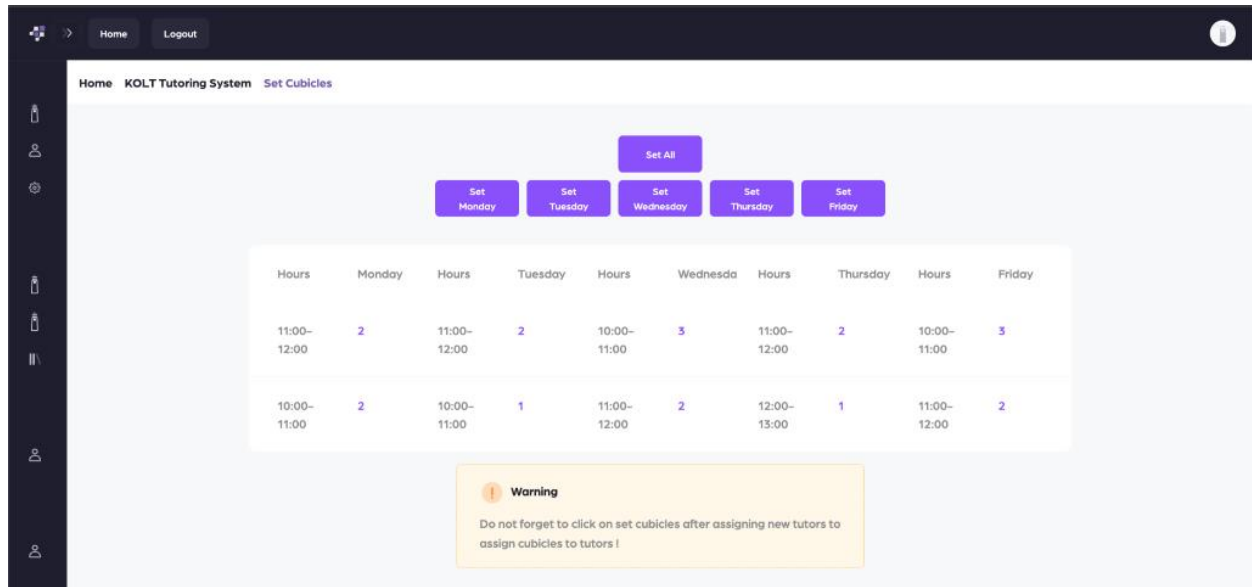 Home Logout
Home KOLT Tutoring System Set Cubicles
Set All
Set
Monday
Set
Tuesday
Set
Wednesday
Set
Thursday
Set
Friday
Hours Monday Hours Tuesday Hours Wednesda Hours Thursday Hours Friday
11:00-
12:00
2
11:00-
12:00
2
10:00-
11:00
3
11:00-
12:00
2
10:00-
11:00
3
10:00-
11:00
2
10:00-
11:00
1
11:00-
12:00
2
12:00-
13:00
1
11:00-
12:00
2
Warning
Do not forget to click on set cubicles after assigning new tutors to
assign cubicles to tutors !